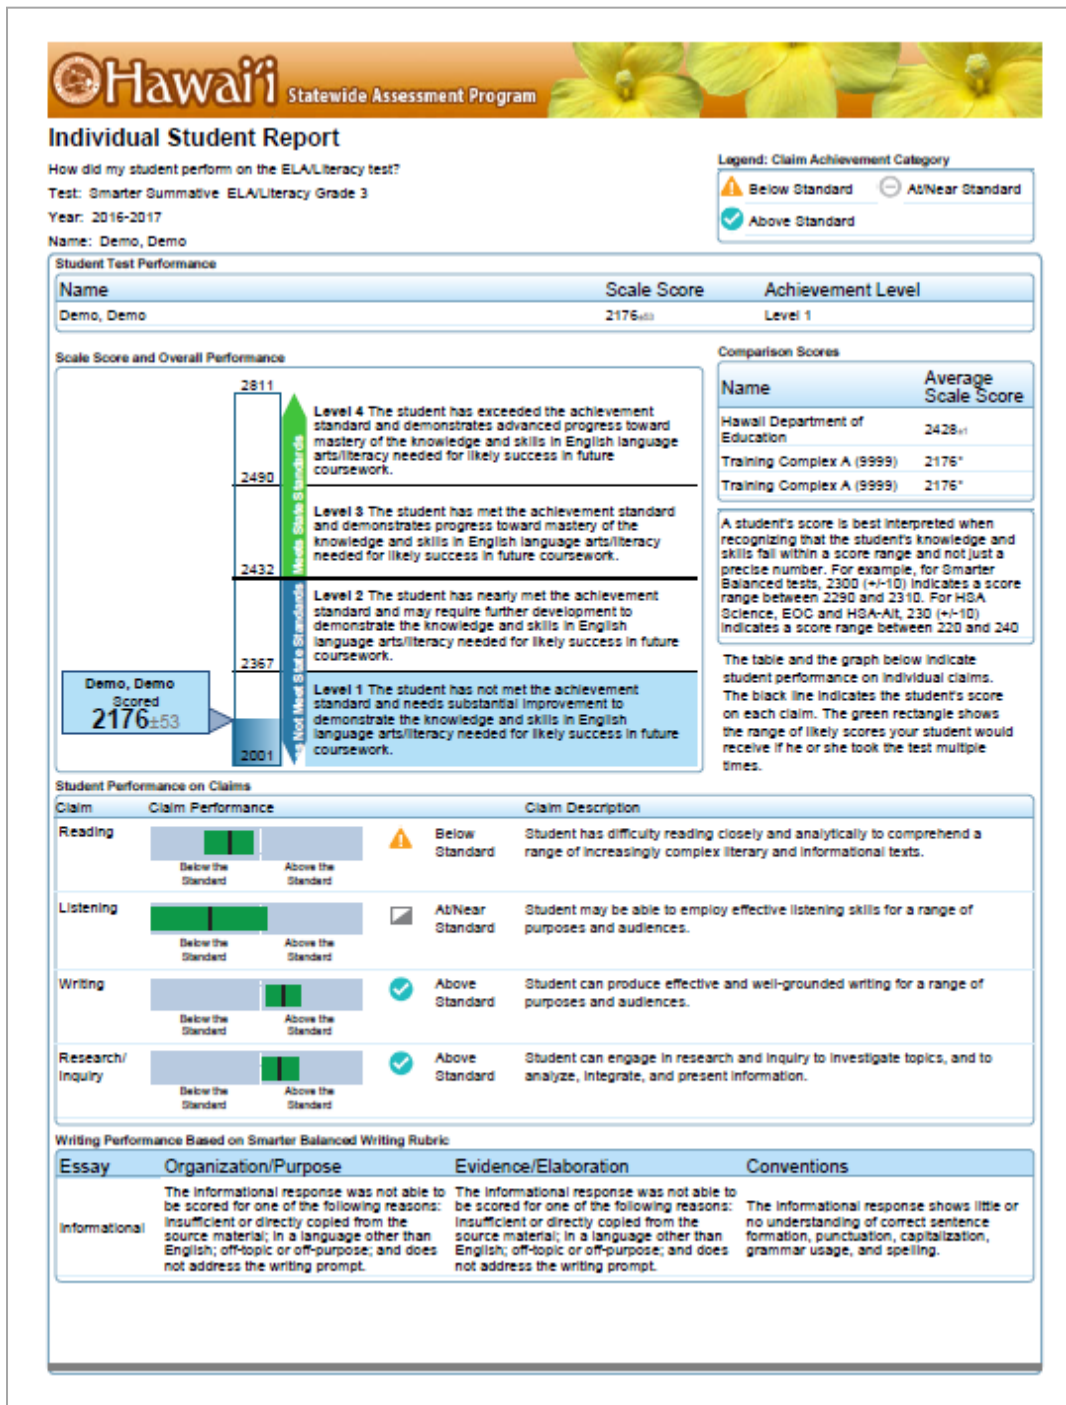 Hawai'i Statewide Assessment Program
Individual Student Report
How did my student perform on the ELA/Literacy test?
Test: Smarter Summative ELA/Literacy Grade 3
Year: 2016-2017
Name: Demo, Demo
Legend: Claim Achievement Category
Below Standard At/Near Standard
Above Standard
Student Test Performance
Name Scale Score Achievement Level
Demo, Demo 2176±53 Level 1
Scale Score and Overall Performance
2811
2490
2432
2367
2001
Meets State Standards
Not Meet State Standards
Level 4 The student has exceeded the achievement
standard and demonstrates advanced progress toward
mastery of the knowledge and skills in English language
arts/literacy needed for likely success in future
coursework.
Level 3 The student has met the achievement standard
and demonstrates progress toward mastery of the
knowledge and skills in English language arts/literacy
needed for likely success in future coursework.
Level 2 The student has nearly met the achievement
standard and may require further development to
demonstrate the knowledge and skills in English
language arts/literacy needed for likely success in future
coursework.
Level 1 The student has not met the achievement
standard and needs substantial improvement to
demonstrate the knowledge and skills in English
language arts/literacy needed for likely success in future
coursework.
Demo, Demo
Scored
2176±53
Comparison Scores
Name Average
Scale Score
Hawaii Department of
Education 2428±1
Training Complex A (9999) 2176*
Training Complex A (9999) 2176*
A student's score is best interpreted when
recognizing that the student's knowledge and
skills fall within a score range and not just a
precise number. For example, for Smarter
Balanced tests, 2300 (+/-10) indicates a score
range between 2290 and 2310. For HSA
Science, EOC and HSA-Alt, 230 (+/-10)
indicates a score range between 220 and 240
The table and the graph below indicate
student performance on individual claims.
The black line indicates the student's score
on each claim. The green rectangle shows
the range of likely scores your student would
receive if he or she took the test multiple
times.
Student Performance on Claims
Claim Claim Performance Claim Description
Reading
Below the
Standard
Above the
Standard
Below
Standard
Student has difficulty reading closely and analytically to comprehend a
range of increasingly complex literary and informational texts.
Listening
Below the
Standard
Above the
Standard
At/Near
Standard
Student may be able to employ effective listening skills for a range of
purposes and audiences.
Writing
Below the
Standard
Above the
Standard
Above
Standard
Student can produce effective and well-grounded writing for a range of
purposes and audiences.
Research/
Inquiry
Below the
Standard
Above the
Standard
Above
Standard
Student can engage in research and inquiry to investigate topics, and to
analyze, integrate, and present information.
Writing Performance Based on Smarter Balanced Writing Rubric
Essay Organization/Purpose Evidence/Elaboration Conventions
Informational
The informational response was not able to
be scored for one of the following reasons:
insufficient or directly copied from the
source material; in a language other than
English; off-topic or off-purpose; and does
not address the writing prompt.
The informational response was not able to
be scored for one of the following reasons:
insufficient or directly copied from the
source material; in a language other than
English; off-topic or off-purpose; and does
not address the writing prompt.
The informational response shows little or
no understanding of correct sentence
formation, punctuation, capitalization,
grammar usage, and spelling.